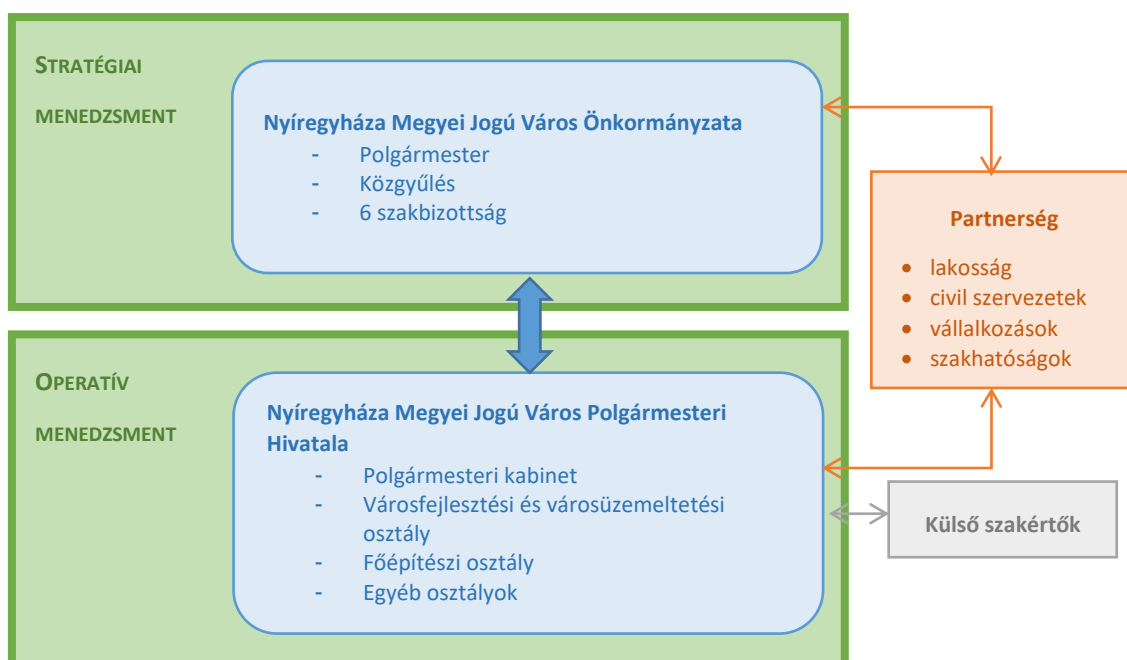 STRATÉGIAI
MENEDZSMENT
Nyíregyháza Megyei Jogú Város Önkormányzata
- Polgármester
- Közgyűlés
- 6 szakbizottság
Partnerség
• lakosság
• civil szervezetek
• vállalkozások
• szakhatóságok
OPERATÍV
MENEDZSMENT
Nyíregyháza Megyei Jogú Város Polgármesteri
Hivatala
- Polgármesteri kabinet
- Városfejlesztési és városüzemeltetési
osztály
- Főépítészi osztály
- Egyéb osztályok
Külső szakértők